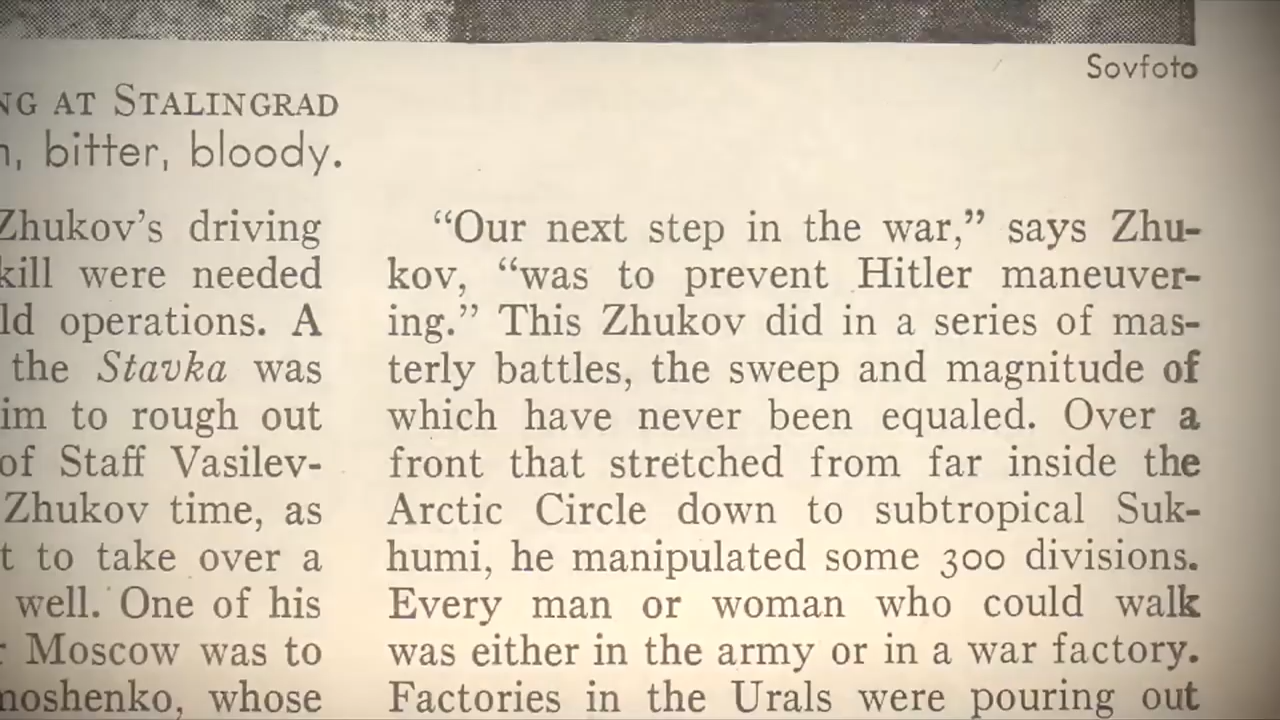 Sovfoto
NG AT STALINGRAD
, bitter, bloody.
Zhukov's driving
kill were needed
ld operations. A
the Stavka was
im to rough out
of Staff Vasilev-
Zhukov time, as
t to take over a
well. One of his
Moscow was to
moshenko, whose
“Our next step in the war,” says Zhu-
kov, “was to prevent Hitler maneuver-
ing.” This Zhukov did in a series of mas-
terly battles, the sweep and magnitude of
which have never been equaled. Over a
front that stretched from far inside the
Arctic Circle down to subtropical Suk-
humi, he manipulated some 300 divisions.
Every man or woman who could walk
was either in the army or in a war factory.
Factories in the Urals were pouring out